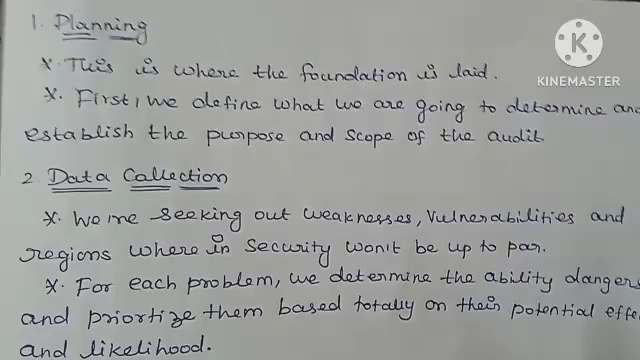 1. Planning
x. This is where the foundation is laid.
x. First, we define what we are going to determine and
establish the purpose and scope of the audit
2. Data Collection
x. We're seeking out weaknesses, vulnerabilities and
regions where in security won't be up to par.
x. For each problem, we determine the ability dangers
and prioritize them based totally on their potential effe
and likelihood.
K
KINEMASTER